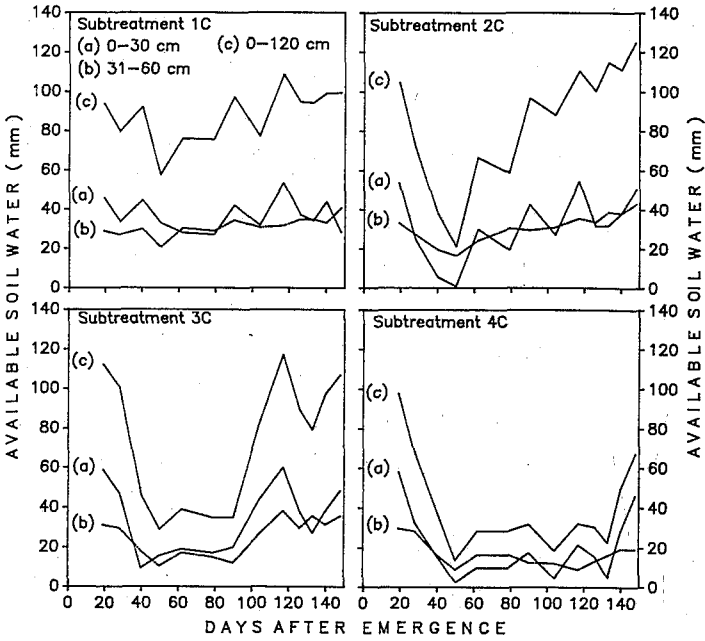 140
120
100
80
60
40
20
0
Subtreatment 1C
(a) 0–30 cm
(c) 0–120 cm
(b) 31–60 cm
(c)
(a)
(b)
Subtreatment 2C
(c)
(a)
(b)
140
120
100
80
60
40
20
0
140
120
100
80
60
40
20
0
Subtreatment 3C
(c)
(a)
(b)
Subtreatment 4C
(c)
(a)
(b)
140
120
100
80
60
40
20
0
0 20 40 60 80 100 120 140
0 20 40 60 80 100 120 140
AVAILABLE SOIL WATER (mm)
AVAILABLE SOIL WATER (mm)
DAYS AFTER EMERGENCE